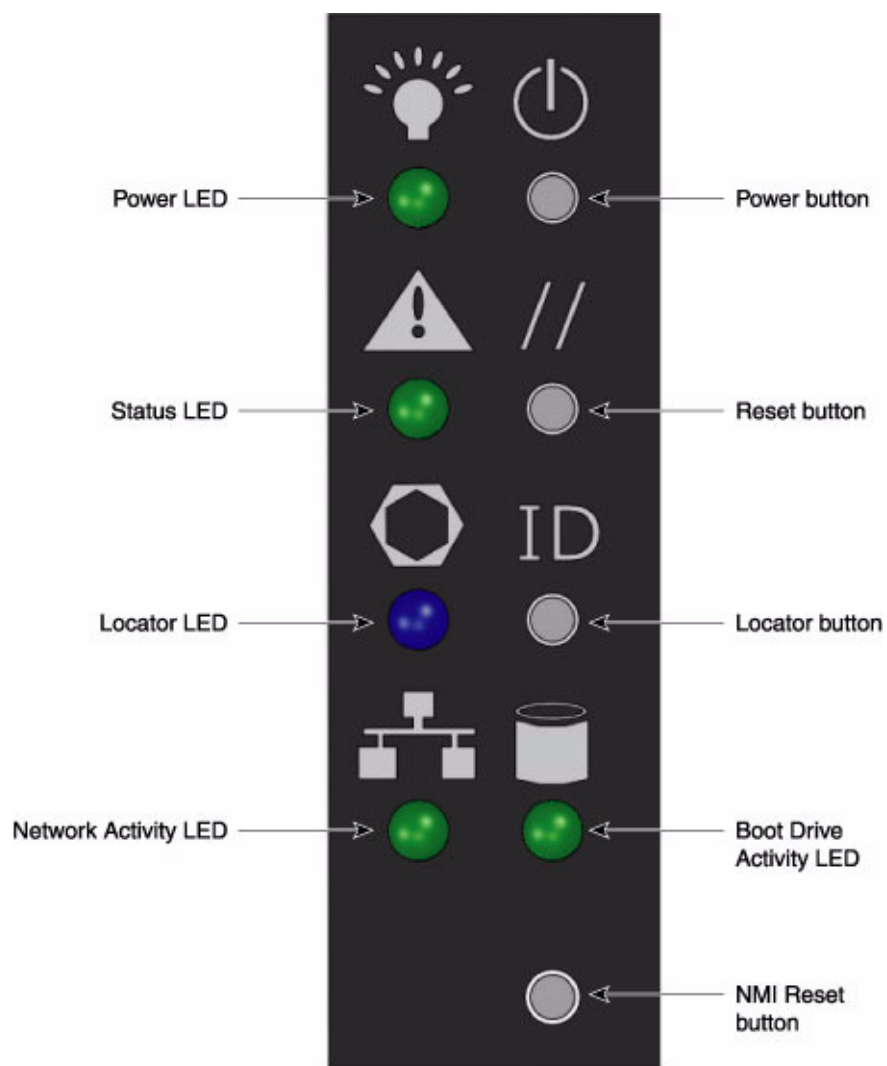 Power LED
Power button
Status LED
Reset button
ID
Locator LED
Locator button
Network Activity LED
Boot Drive
Activity LED
NMI Reset
button